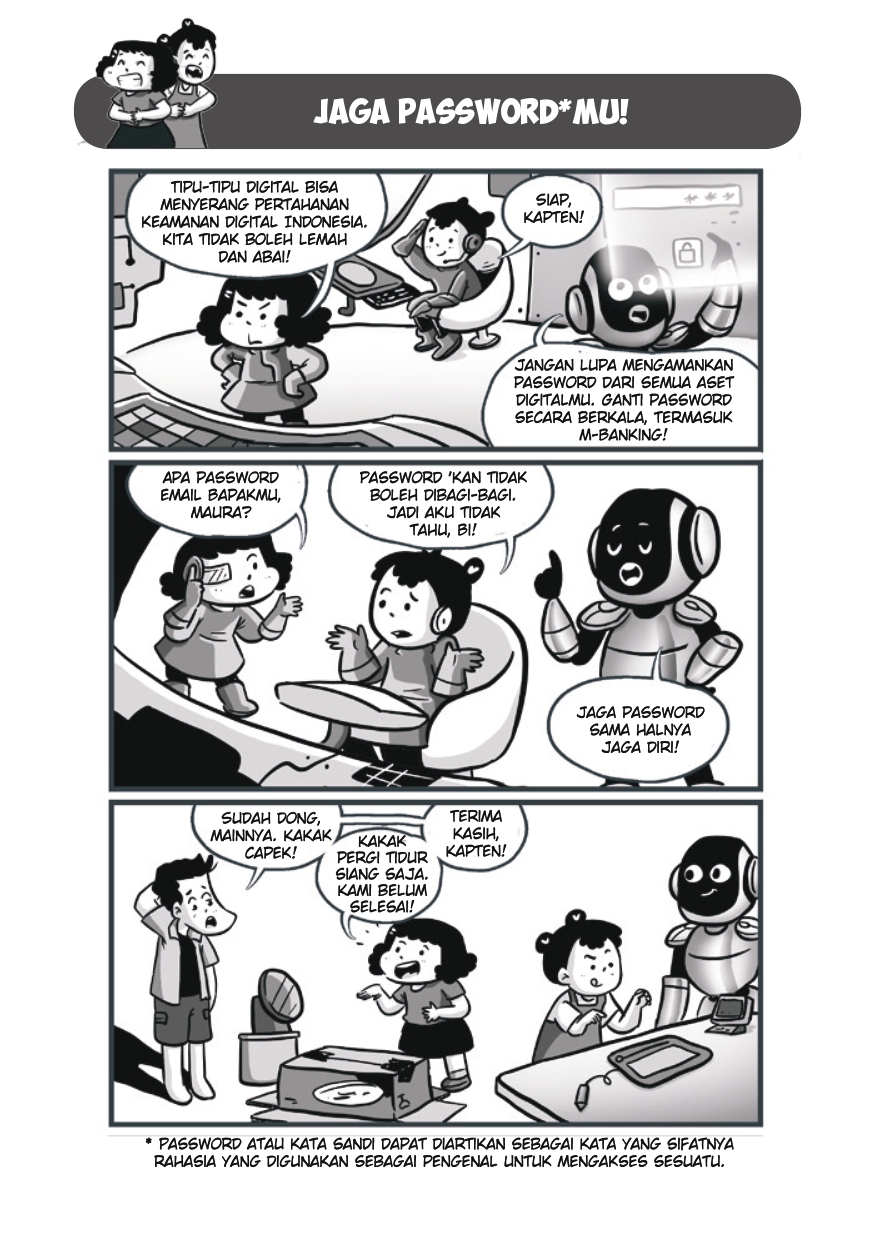 JAGA PASSWORD*MU!
TIPU-TIPU DIGITAL BISA
MENYERANG PERTAHANAN
KEAMANAN DIGITAL INDONESIA.
KITA TIDAK BOLEH LEMAH
DAN ABAI!
SIAP,
KAPTEN!
***
JANGAN LUPA MENGAMANKAN
PASSWORD DARI SEMUA ASET
DIGITALMU. GANTI PASSWORD
SECARA BERKALA, TERMASUK
M-BANKING!
APA PASSWORD
EMAIL BAPAKMU,
MAURA?
PASSWORD 'KAN TIDAK
BOLEH DIBAGI-BAGI.
JADI AKU TIDAK
TAHU, BI!
JAGA PASSWORD
SAMA HALNYA
JAGA DIRI!
SUDAH DONG,
MAINNYA. KAKAK
CAPEK!
KAKAK
PERGI TIDUR
SIANG SAJA.
KAMI BELUM
SELESAI!
TERIMA
KASIH,
KAPTEN!
* PASSWORD ATAU KATA SANDI DAPAT DIARTIKAN SEBAGAI KATA YANG SIFATNYA
RAHASIA YANG DIGUNAKAN SEBAGAI PENGENAL UNTUK MENGAKSES SESUATU.